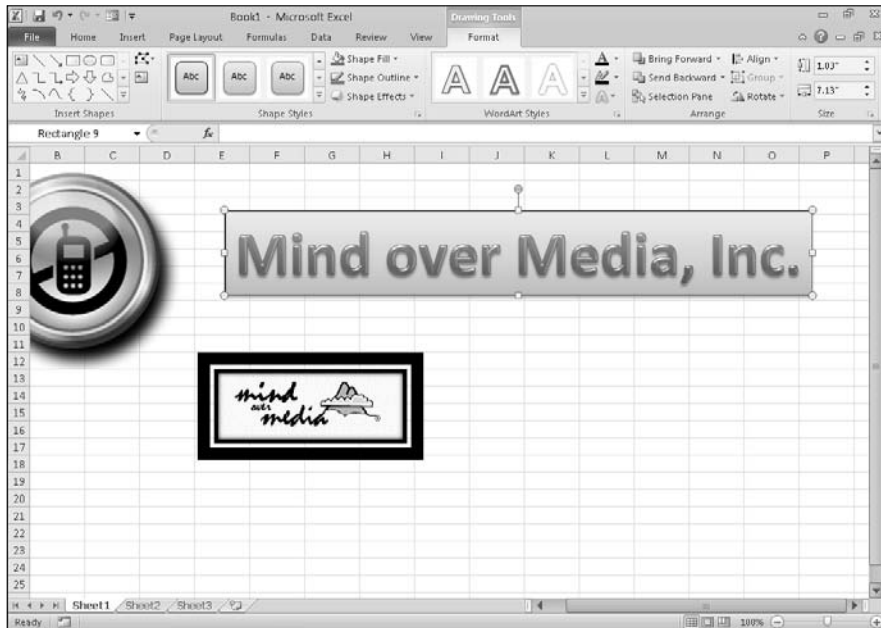 Book1 - Microsoft Excel
Drawing Tools
File Home Insert Page Layout Formulas Data Review View Format
Shape Fill
Shape Outline
Shape Effects
Abc Abc Abc
A A A
Bring Forward Align
Send Backward Group
Selection Pane Rotate
1.03"
7.13"
Insert Shapes Shape Styles WordArt Styles Arrange Size
Rectangle 9 fx
B C D E F G H I J K L M N O P
1
2
3
4
5
6
7
8
9
10
11
12
13
14
15
16
17
18
19
20
21
22
23
24
25
Mind over Media, Inc.
mind
over
media
Sheet1 Sheet2 Sheet3
Ready 100%